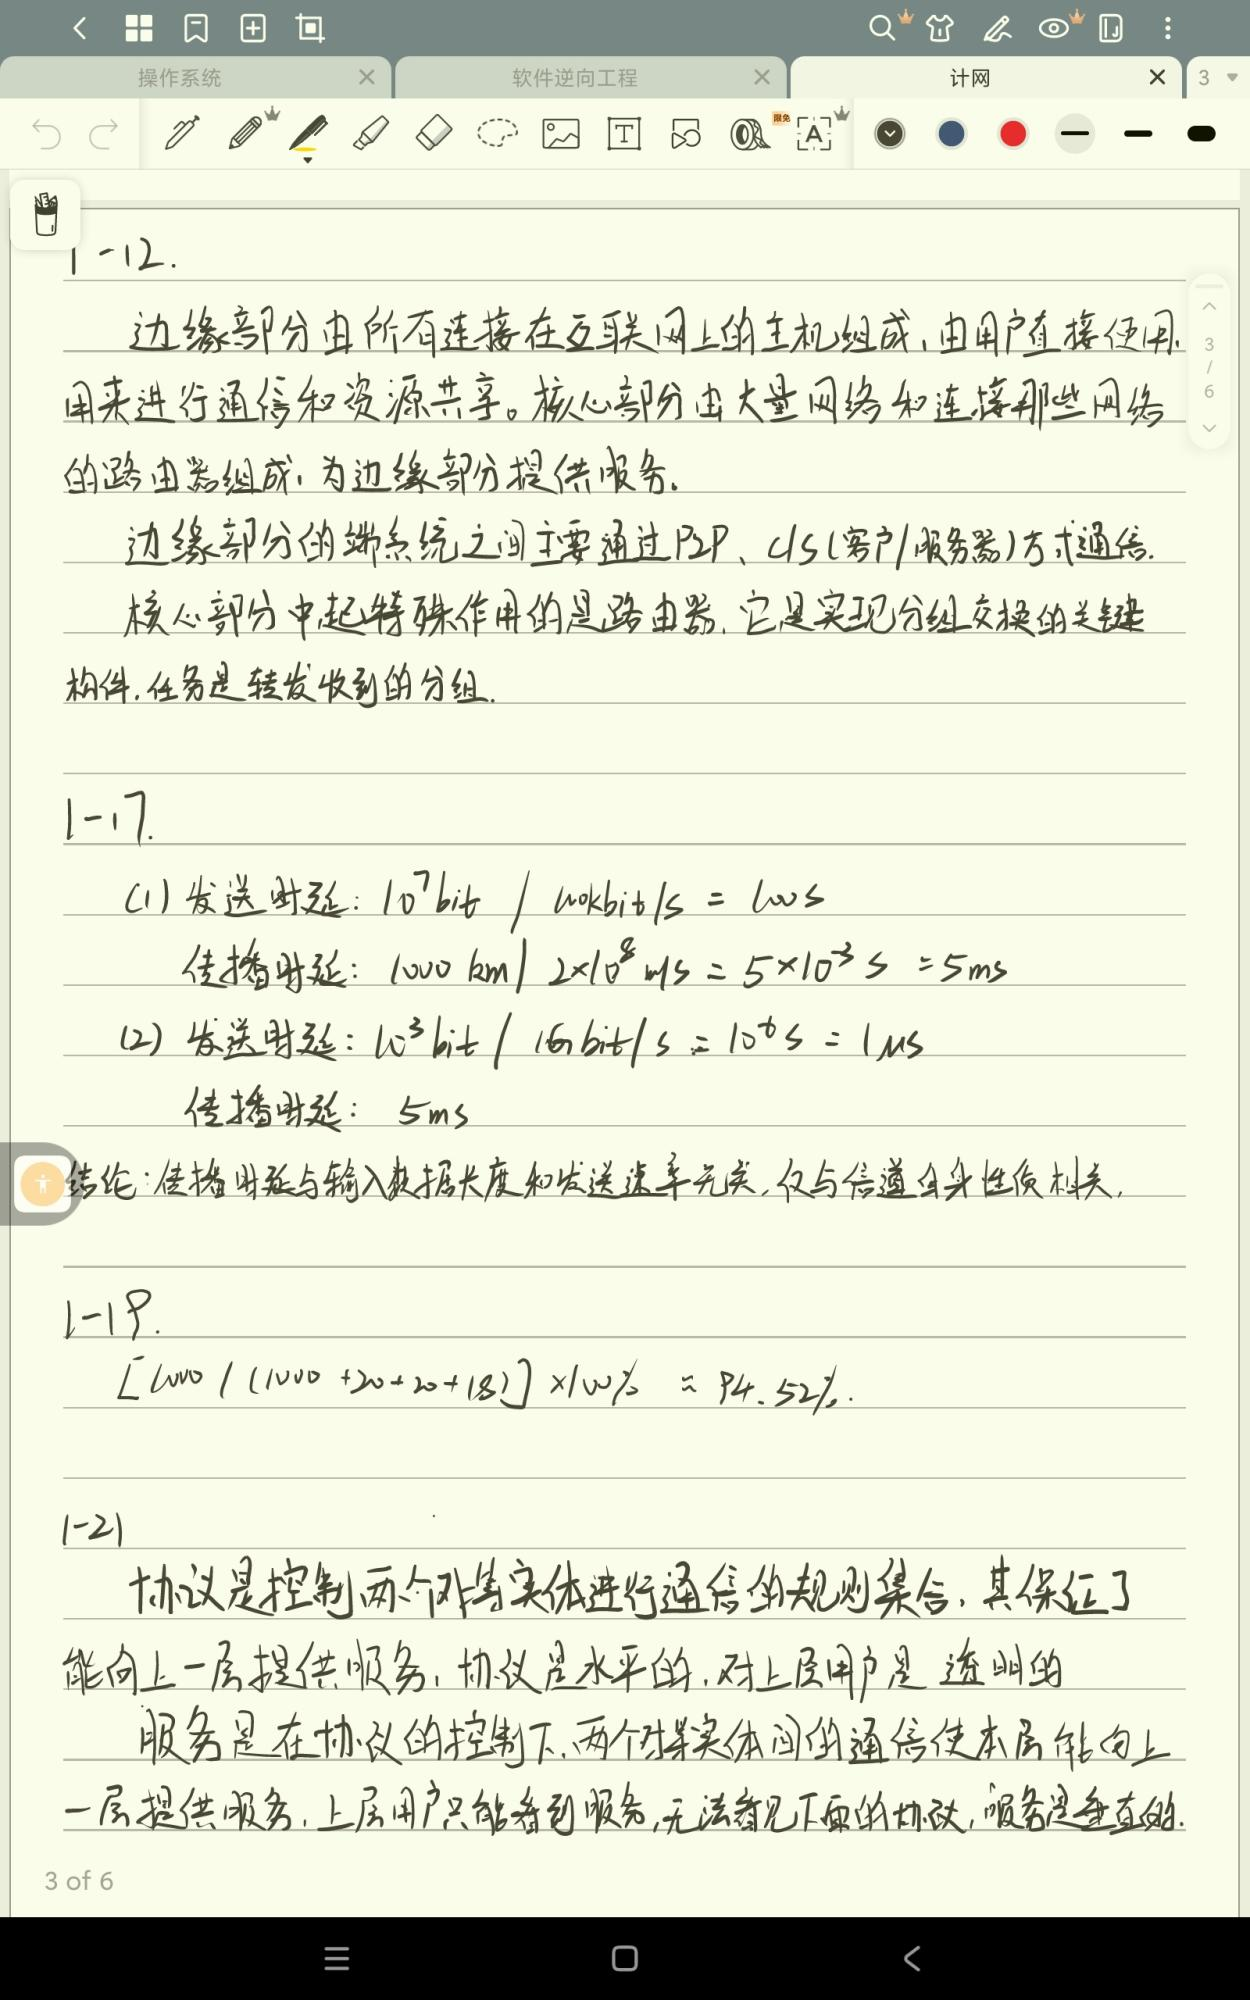 操作系统
软件逆向工程
计网
3
限免
T
A
1-12.
边缘部分由所有连接在互联网上的主机组成,由用户直接使用,
用来进行通信和资源共享。核心部分由大量网络和连接那些网络
的路由器组成,为边缘部分提供服务.
边缘部分的端系统之间主要通过P2P、C/S(客户/服务器)方式通信.
核心部分中起特殊作用的是路由器,它是实现分组交换的关键
构件,任务是转发收到的分组.
3
/
6
1-17.
(1)发送时延: 10⁷bit / 100kbit/s = 100s
传播时延: 1000 km / 2×10⁸ m/s = 5×10⁻³ s = 5ms
(2) 发送时延: 10³bit / 1Gbit/s = 10⁻⁶s = 1μs
传播时延: 5ms
结论:传播时延与输入数据长度和发送速率无关,仅与信道自身性质相关,
1-19.
[1000 / (1000 +20+20+18)] ×100% ≈ 94.52%.
1-21
协议是控制两个对等实体进行通信的规则集合,其保证了
能向上一层提供服务,协议是水平的,对上层用户是透明的
服务是在协议的控制下,两个对等实体间的通信使本层能向上
一层提供服务,上层用户只能看到服务,无法看见下面的协议,服务是垂直的.
3 of 6